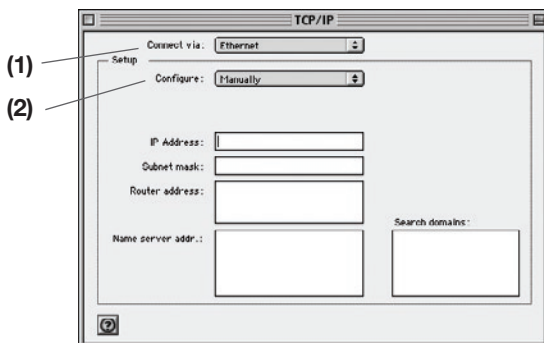 TCP/IP
(1)
Connect via: Ethernet
Setup
(2)
Configure: Manually
IP Address:
Subnet mask:
Router address:
Search domains:
Name server addr.:
?